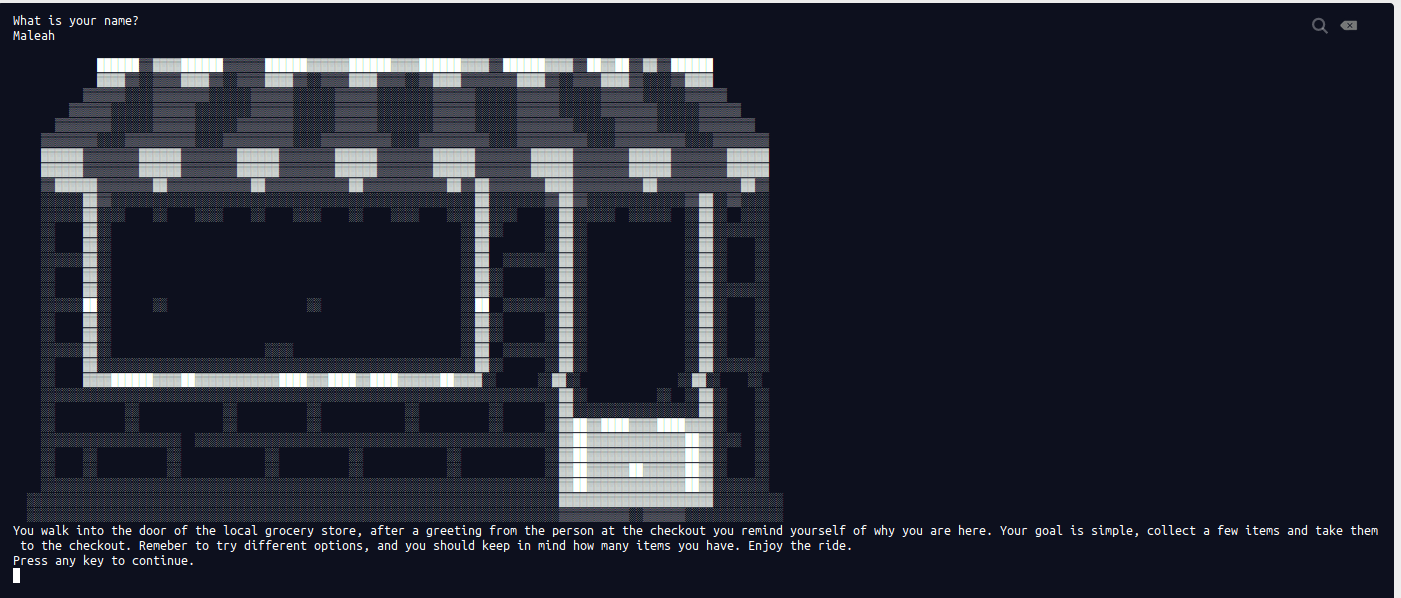 What is your name?
Maleah
You walk into the door of the local grocery store, after a greeting from the person at the checkout you remind yourself of why you are here. Your goal is simple, collect a few items and take them
to the checkout. Remeber to try different options, and you should keep in mind how many items you have. Enjoy the ride.
Press any key to continue.